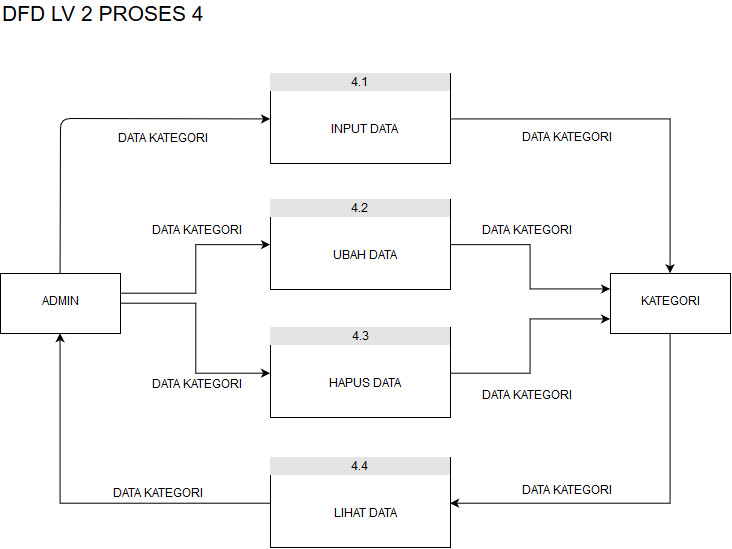 DFD LV 2 PROSES 4
4.1
INPUT DATA
DATA KATEGORI
DATA KATEGORI
4.2
DATA KATEGORI
DATA KATEGORI
UBAH DATA
ADMIN
KATEGORI
4.3
HAPUS DATA
DATA KATEGORI
DATA KATEGORI
4.4
DATA KATEGORI
DATA KATEGORI
LIHAT DATA